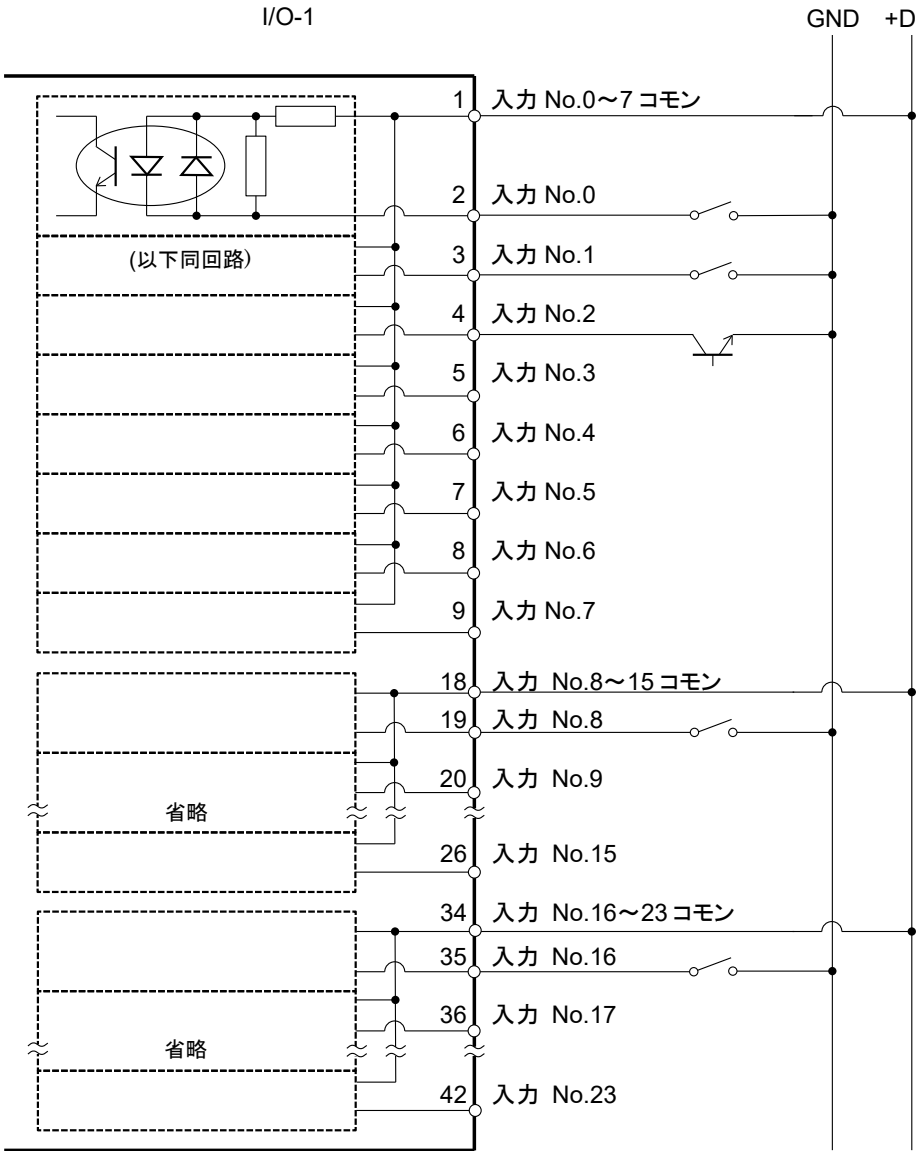 I/O-1
GND +D
1 入力 No.0～7 コモン
2 入力 No.0
(以下同回路)
3 入力 No.1
4 入力 No.2
5 入力 No.3
6 入力 No.4
7 入力 No.5
8 入力 No.6
9 入力 No.7
18 入力 No.8～15 コモン
19 入力 No.8
20 入力 No.9
省略
26 入力 No.15
34 入力 No.16～23 コモン
35 入力 No.16
36 入力 No.17
省略
42 入力 No.23